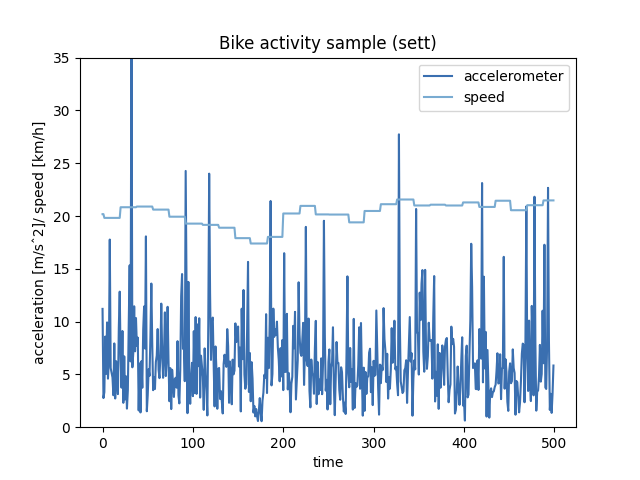 Bike activity sample (sett)
accelerometer
speed
acceleration [m/s^2]/ speed [km/h]
35
30
25
20
15
10
5
0
0 100 200 300 400 500
time